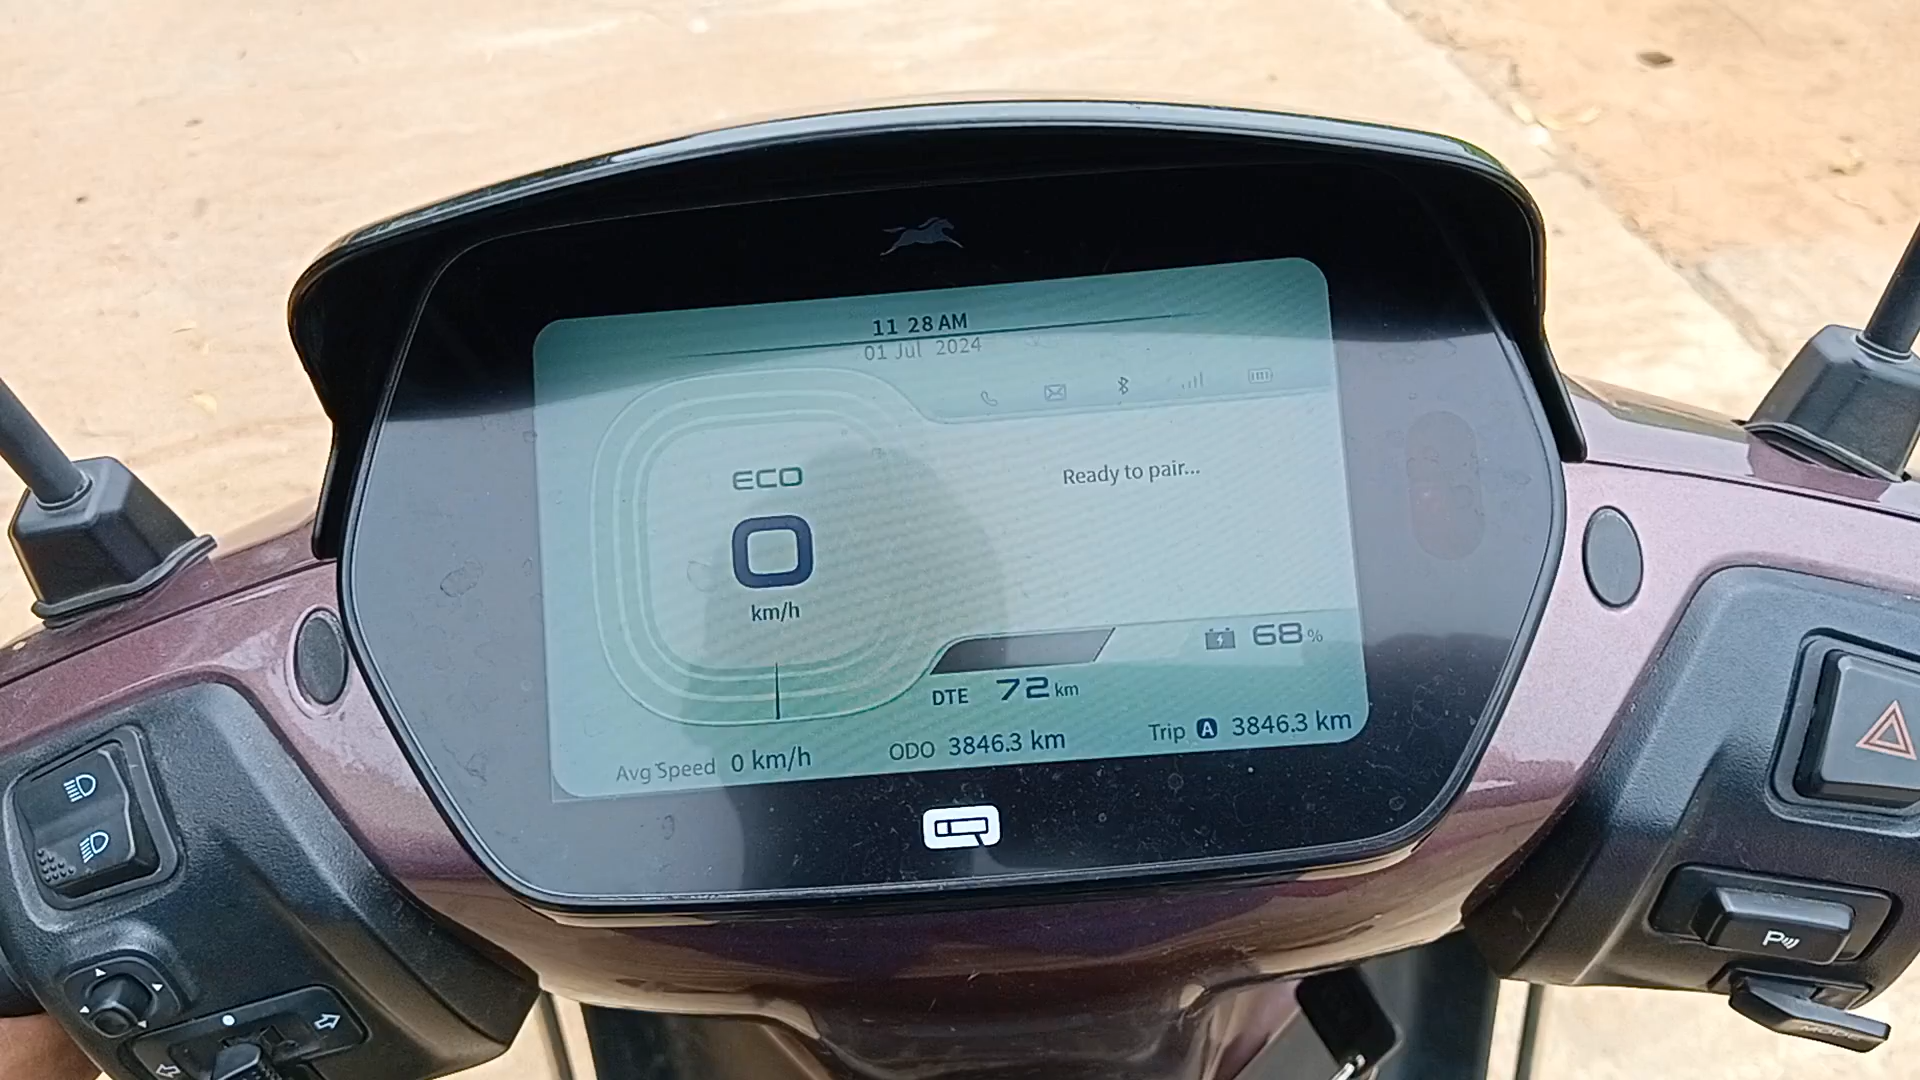 11 28 AM
01 Jul 2024
ECO
Ready to pair...
0
km/h
68 %
DTE 72 km
Avg Speed 0 km/h
ODO 3846.3 km
Trip A 3846.3 km
P
MODE